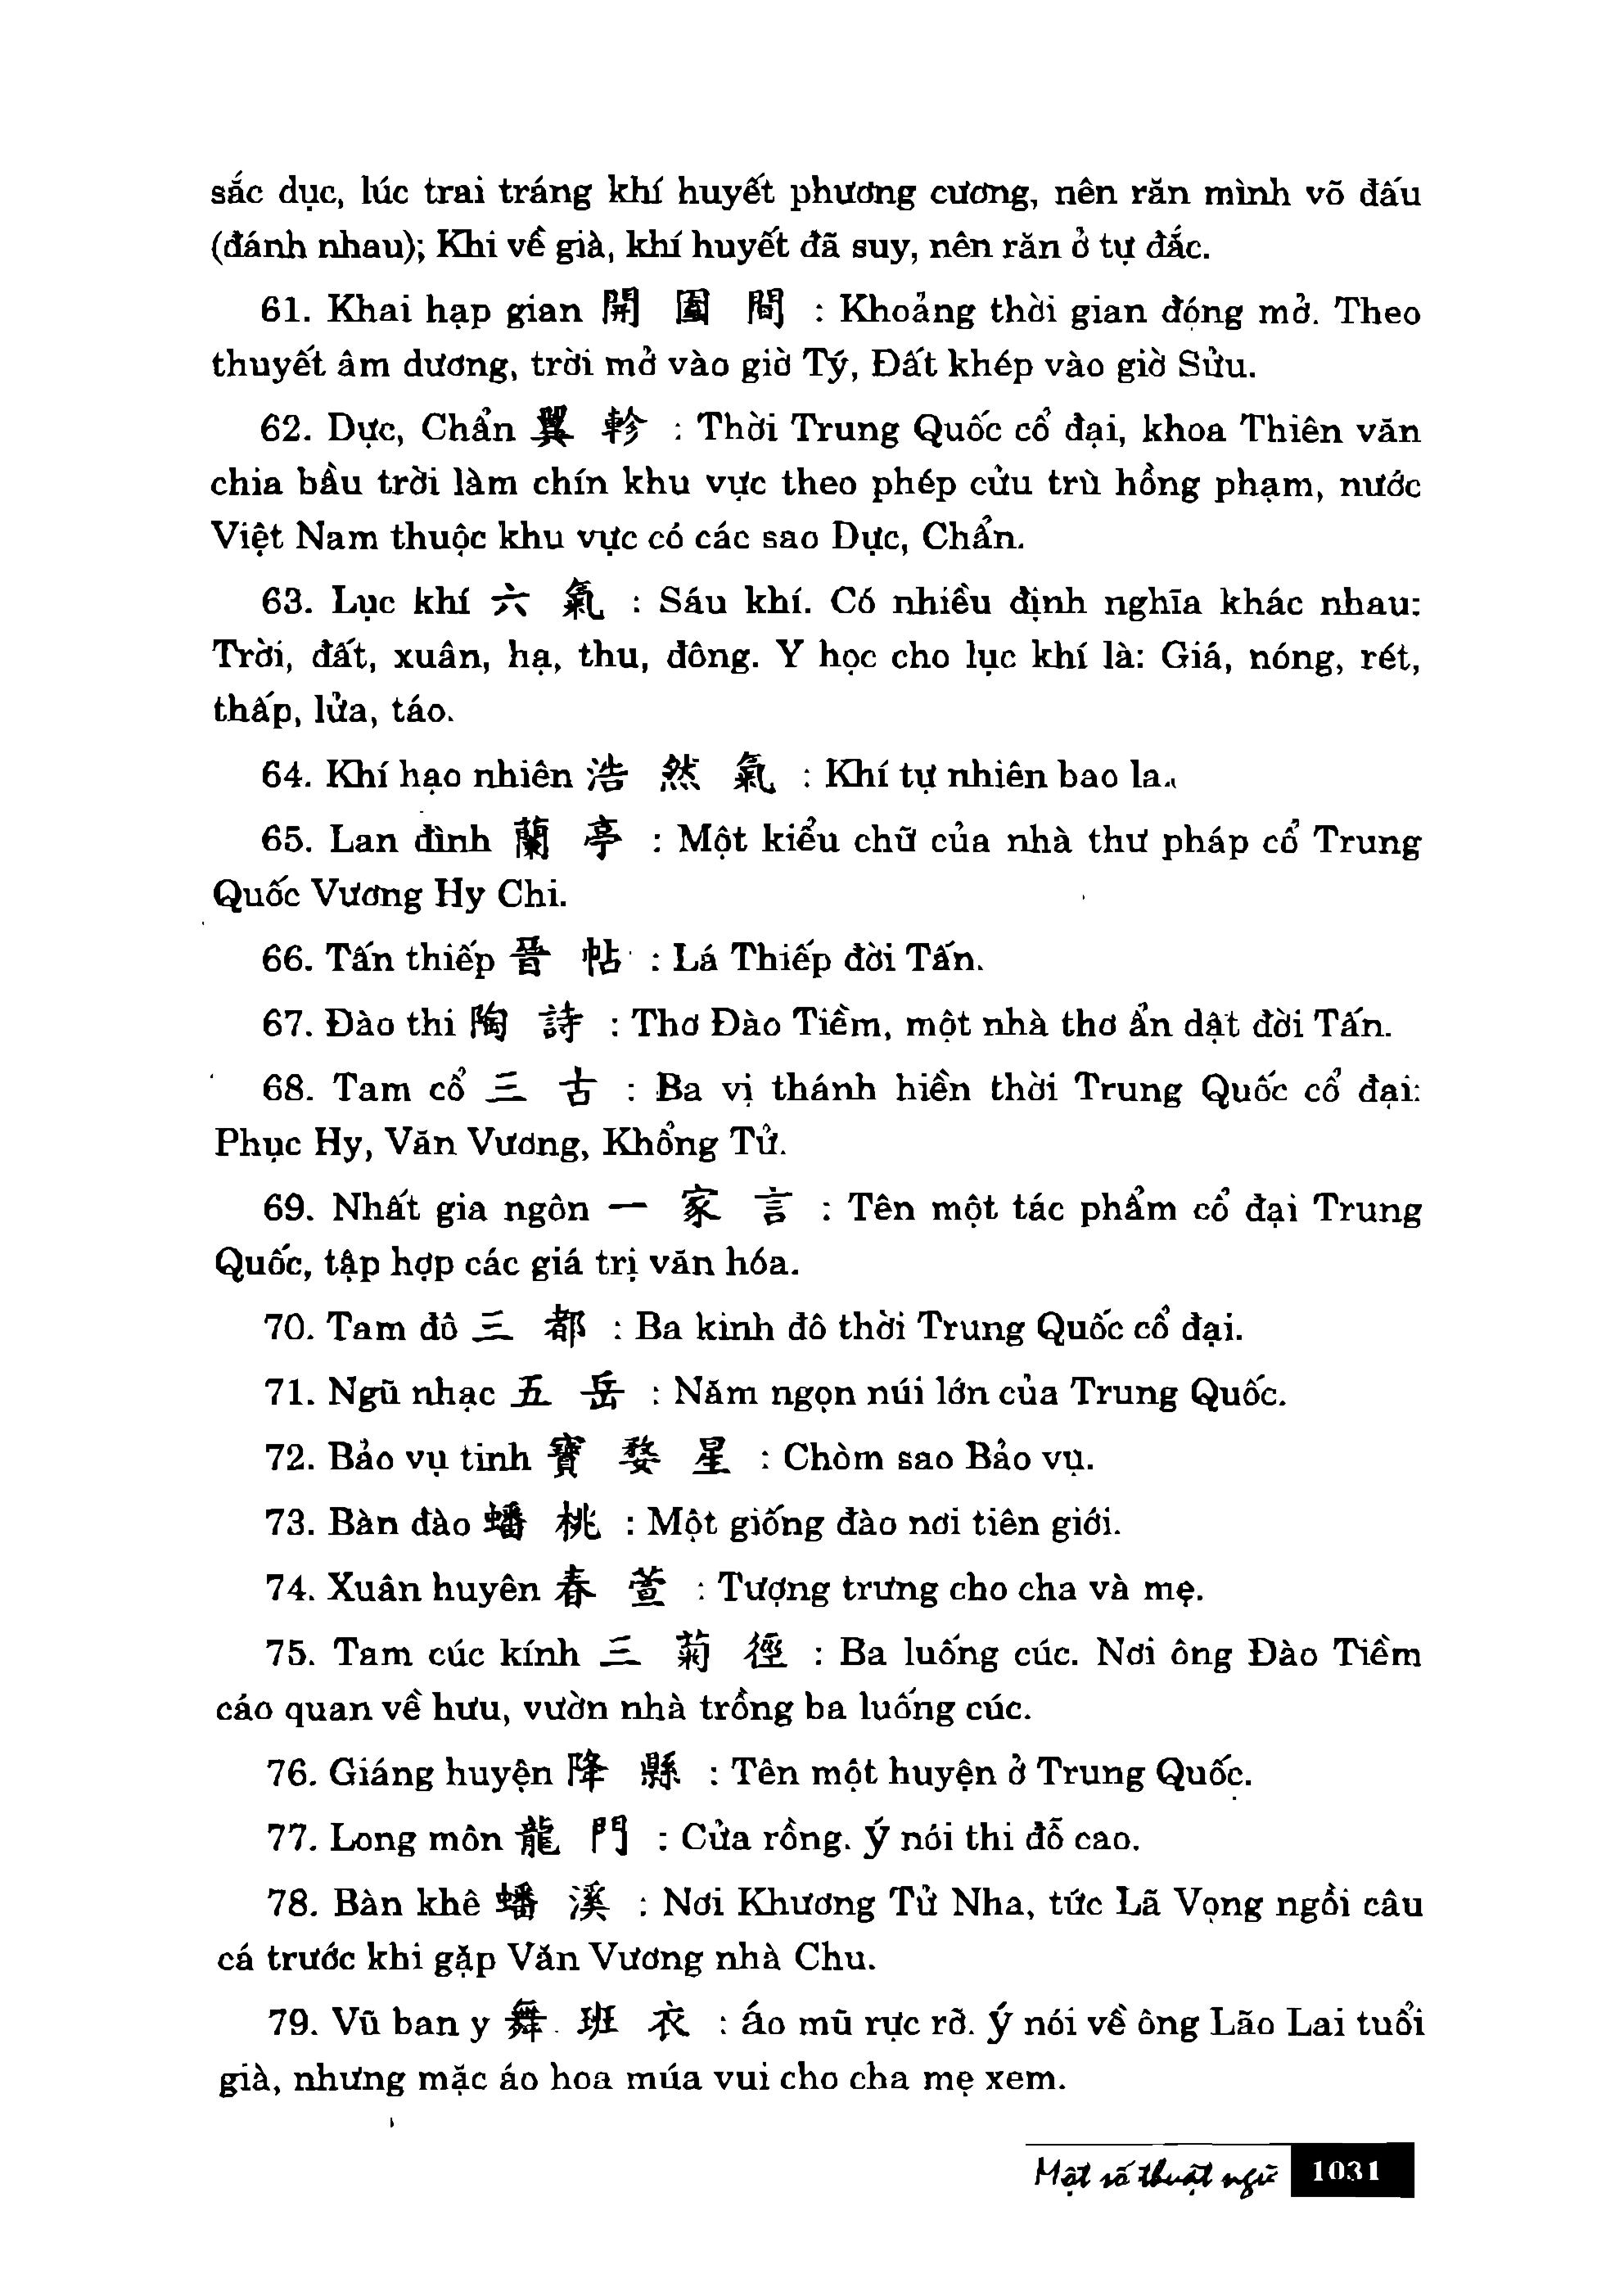 sắc dục, lúc trai tráng khí huyết phương cương, nên răn mình võ đấu
(đánh nhau); Khi về già, khí huyết đã suy, nên răn ở tự đắc.
61. Khai hạp gian 開 圔 間 : Khoảng thời gian đóng mở. Theo
thuyết âm dương, trời mở vào giờ Tý, Đất khép vào giờ Sửu.
62. Dực, Chẩn 翼 軫 : Thời Trung Quốc cổ đại, khoa Thiên văn
chia bầu trời làm chín khu vực theo phép cửu trù hồng phạm, nước
Việt Nam thuộc khu vực có các sao Dực, Chẩn.
63. Lục khí 六 氣 : Sáu khí. Có nhiều định nghĩa khác nhau:
Trời, đất, xuân, hạ, thu, đông. Y học cho lục khí là: Giá, nóng, rét,
thấp, lửa, táo.
64. Khí hạo nhiên 浩 然 氣 : Khí tự nhiên bao la.
65. Lan đình 蘭 亭 : Một kiểu chữ của nhà thư pháp cổ Trung
Quốc Vương Hy Chi.
66. Tấn thiếp 晉 帖 : Lá Thiếp đời Tấn.
67. Đào thi 陶 詩 : Thơ Đào Tiềm, một nhà thơ ẩn dật đời Tấn.
68. Tam cổ 三 古 : Ba vị thánh hiền thời Trung Quốc cổ đại:
Phục Hy, Văn Vương, Khổng Tử.
69. Nhất gia ngôn 一 家 言 : Tên một tác phẩm cổ đại Trung
Quốc, tập hợp các giá trị văn hóa.
70. Tam đô 三 都 : Ba kinh đô thời Trung Quốc cổ đại.
71. Ngũ nhạc 五 岳 : Năm ngọn núi lớn của Trung Quốc.
72. Bảo vụ tinh 寶 婺 星 : Chòm sao Bảo vụ.
73. Bàn đào 蟠 桃 : Một giống đào nơi tiên giới.
74. Xuân huyên 春 萱 : Tượng trưng cho cha và mẹ.
75. Tam cúc kính 三 菊 徑 : Ba luống cúc. Nơi ông Đào Tiềm
cáo quan về hưu, vườn nhà trồng ba luống cúc.
76. Giáng huyện 降 縣 : Tên một huyện ở Trung Quốc.
77. Long môn 龍 門 : Cửa rồng. ý nói thi đỗ cao.
78. Bàn khê 蟠 溪 : Nơi Khương Tử Nha, tức Lã Vọng ngồi câu
cá trước khi gặp Văn Vương nhà Chu.
79. Vũ ban y 舞 班 衣 : áo mũ rực rỡ. ý nói về ông Lão Lai tuổi
già, nhưng mặc áo hoa múa vui cho cha mẹ xem.
Một số thuật ngữ 1031